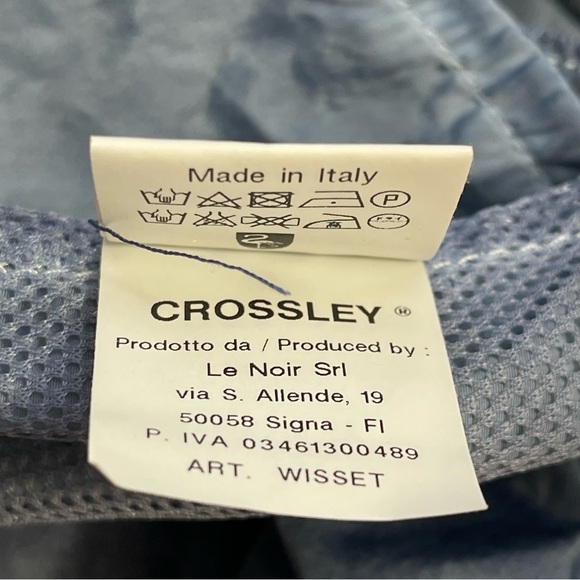 Made in Italy
P
CROSSLEY ®
Prodotto da / Produced by :
Le Noir Srl
via S. Allende, 19
50058 Signa - FI
P. IVA 03461300489
ART. WISSET